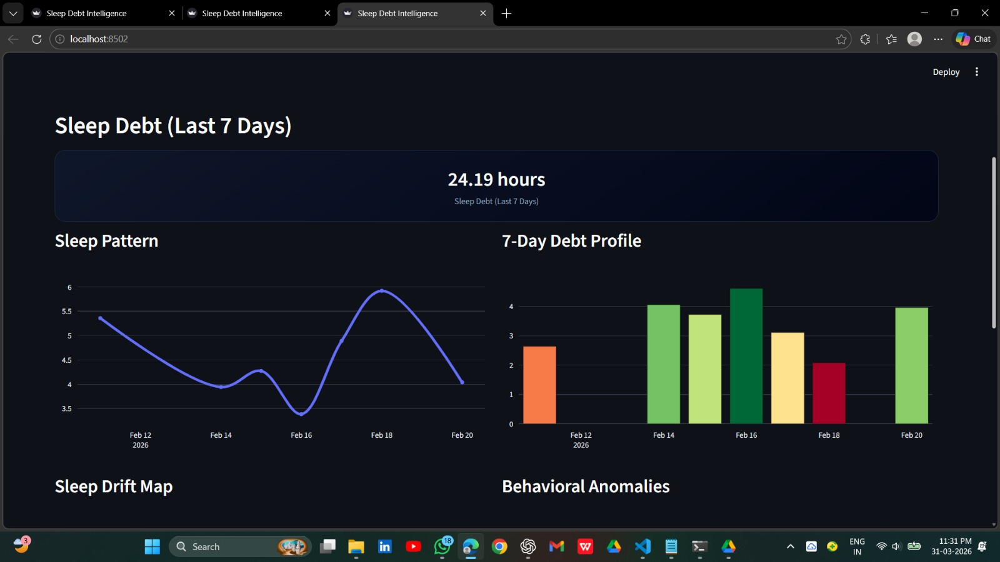 Sleep Debt Intelligence
Sleep Debt Intelligence
Sleep Debt Intelligence
localhost:8502
Chat
Deploy
Sleep Debt (Last 7 Days)
24.19 hours
Sleep Debt (Last 7 Days)
Sleep Pattern
6
5.5
5
4.5
4
3.5
Feb 12
2026
Feb 14
Feb 16
Feb 18
Feb 20
7-Day Debt Profile
4
3
2
1
0
Feb 12
2026
Feb 14
Feb 16
Feb 18
Feb 20
Sleep Drift Map
Behavioral Anomalies
3
Search
in
18
M
W
ENG
IN
11:31 PM
31-03-2026